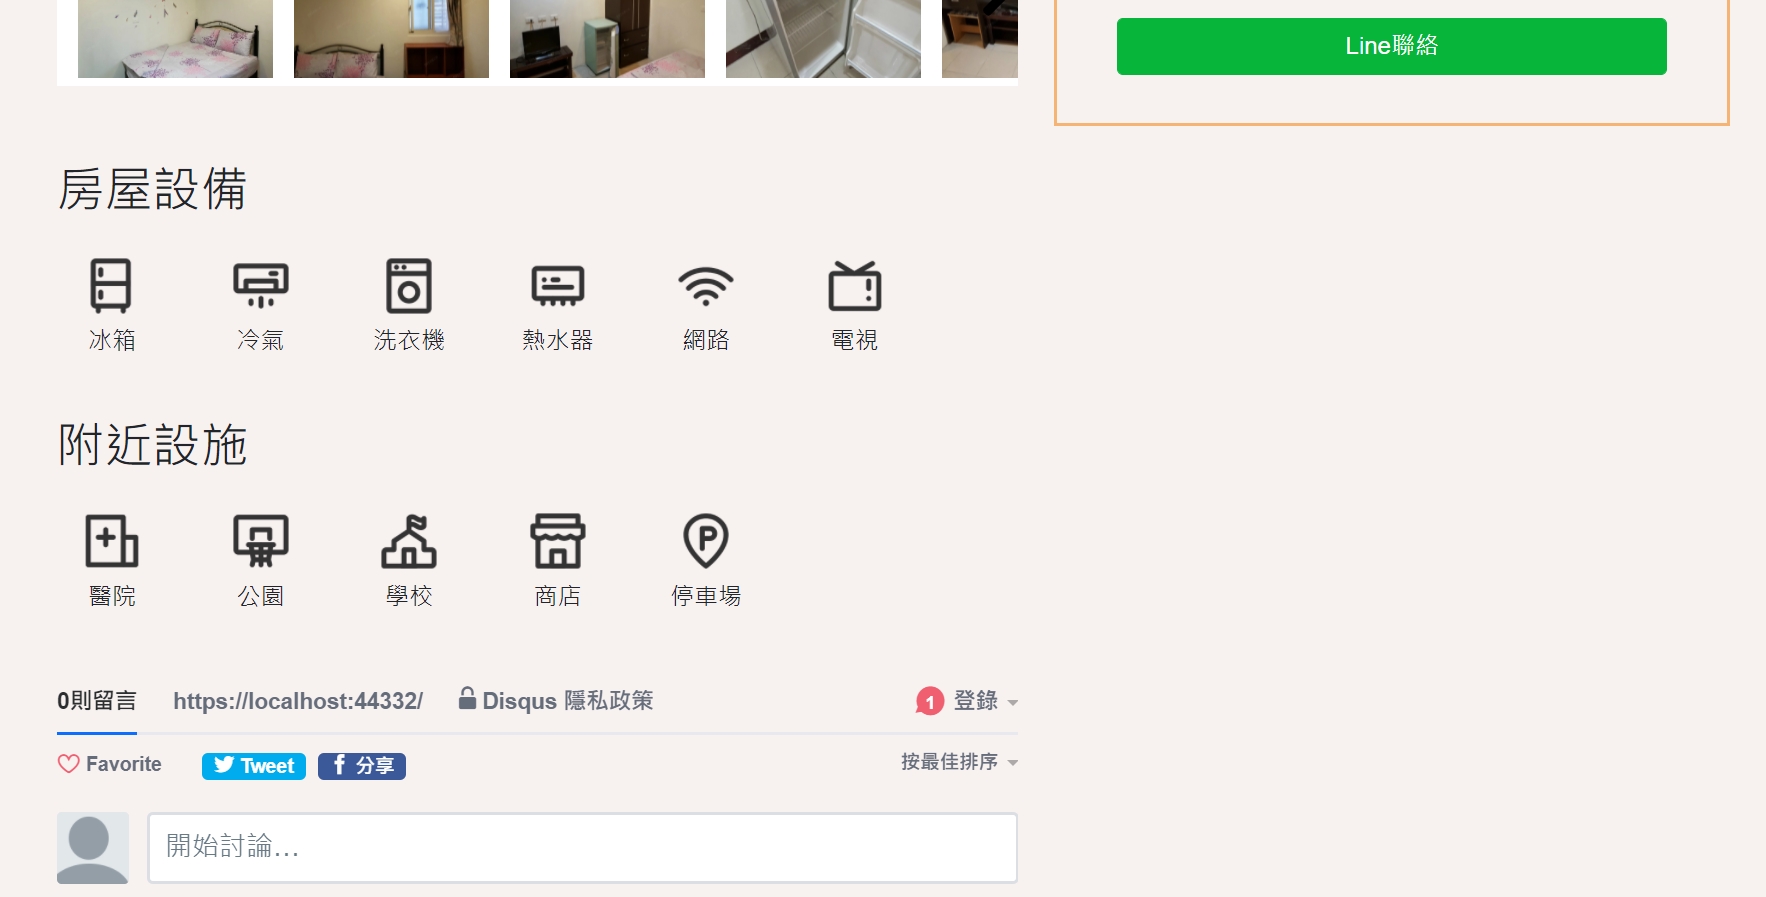 Line聯絡
房屋設備
冰箱 冷氣 洗衣機 熱水器 網路 電視
附近設施
醫院 公園 學校 商店 停車場
P
0則留言 https://localhost:44332/ Disqus 隱私政策 1 登錄
Favorite Tweet f 分享 按最佳排序
開始討論...